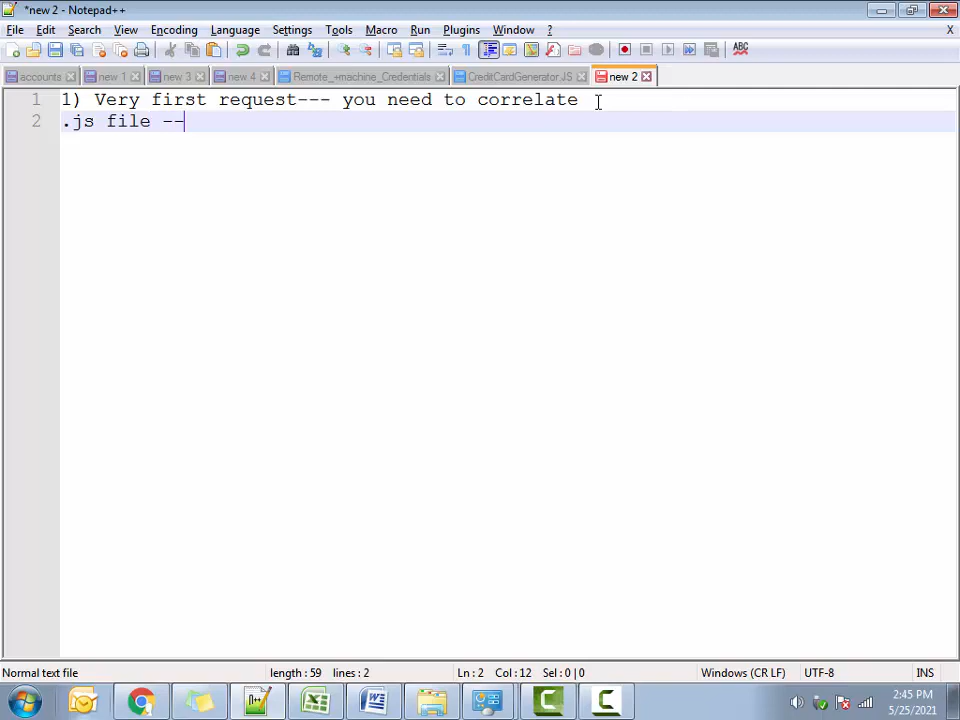 *new 2 - Notepad++
File Edit Search View Encoding Language Settings Tools Macro Run Plugins Window ? X
ABC
accounts new 1 new 3 new 4 Remote_+machine_Credentials CreditCardGenerator.JS new 2
1 1) Very first request--- you need to correlate
2 .js file --
Normal text file length : 59 lines : 2 Ln : 2 Col : 12 Sel : 0 | 0 Windows (CR LF) UTF-8 INS
2:45 PM
5/25/2021